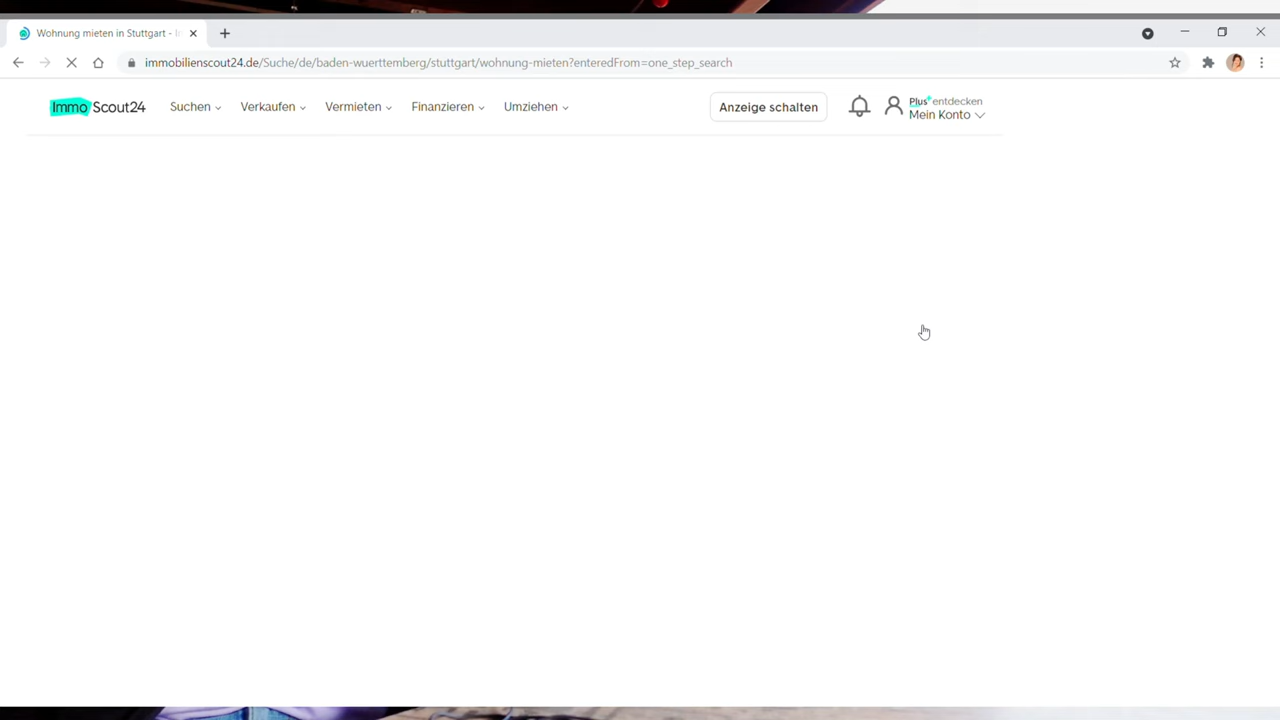 Wohnung mieten in Stuttgart - I
immobilienscout24.de/Suche/de/baden-wuerttemberg/stuttgart/wohnung-mieten?enteredFrom=one_step_search
ImmoScout24 Suchen Verkaufen Vermieten Finanzieren Umziehen Anzeige schalten Plus+ entdecken
Mein Konto